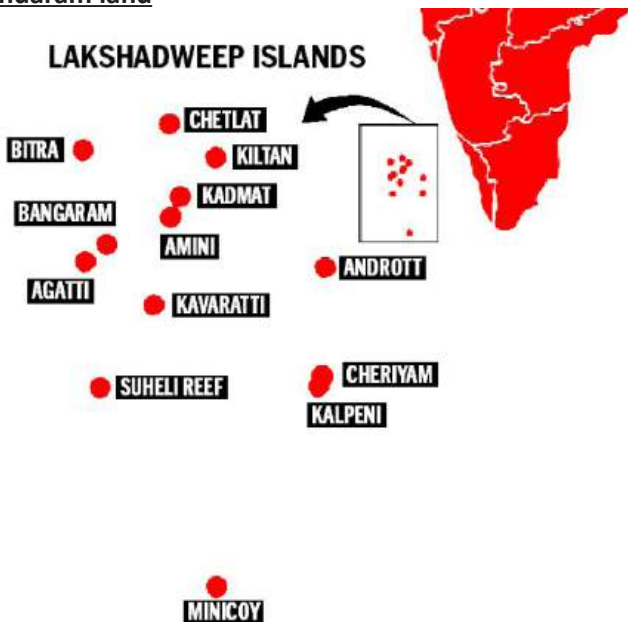 LAKSHADWEEP ISLANDS
CHETLAT
BITRA
KILTAN
KADMAT
BANGARAM
AMINI
ANDROTT
AGATTI
KAVARATTI
CHERIYAM
SUHELI REEF
KALPENI
MINICOY